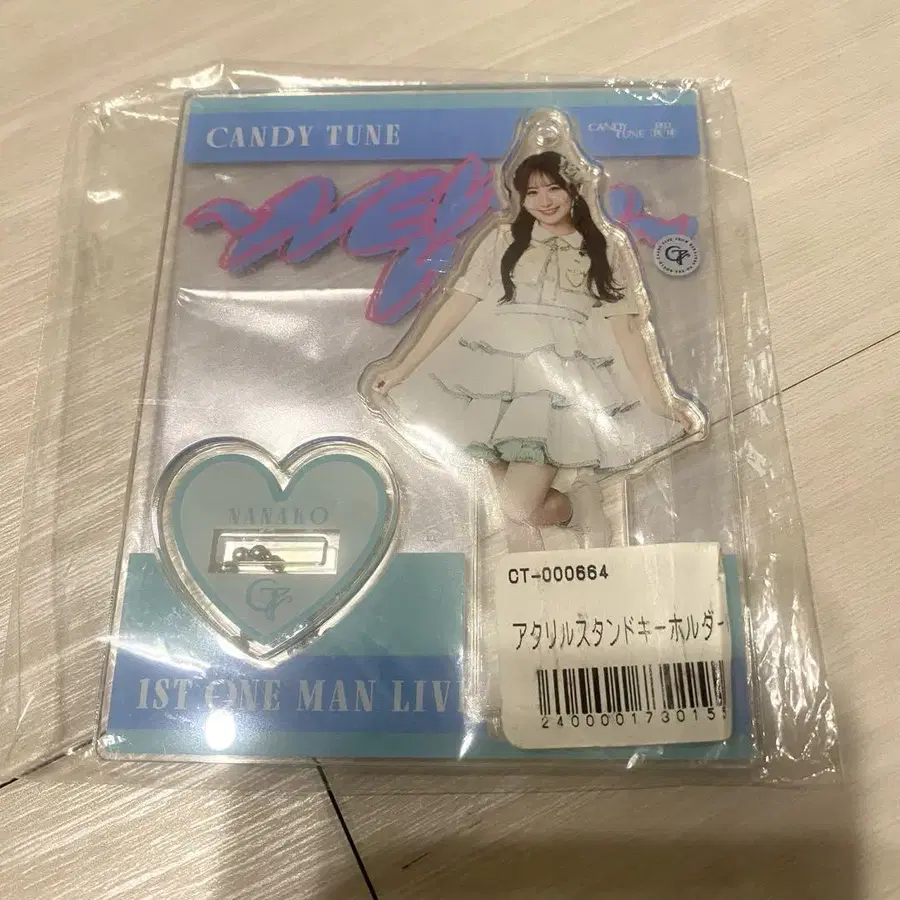 CANDY TUNE
CANDY
TUNE
NANAKO
CT
CT-000664
アクリルスタンドキーホルダー
240000173015
1ST ONE MAN LIV